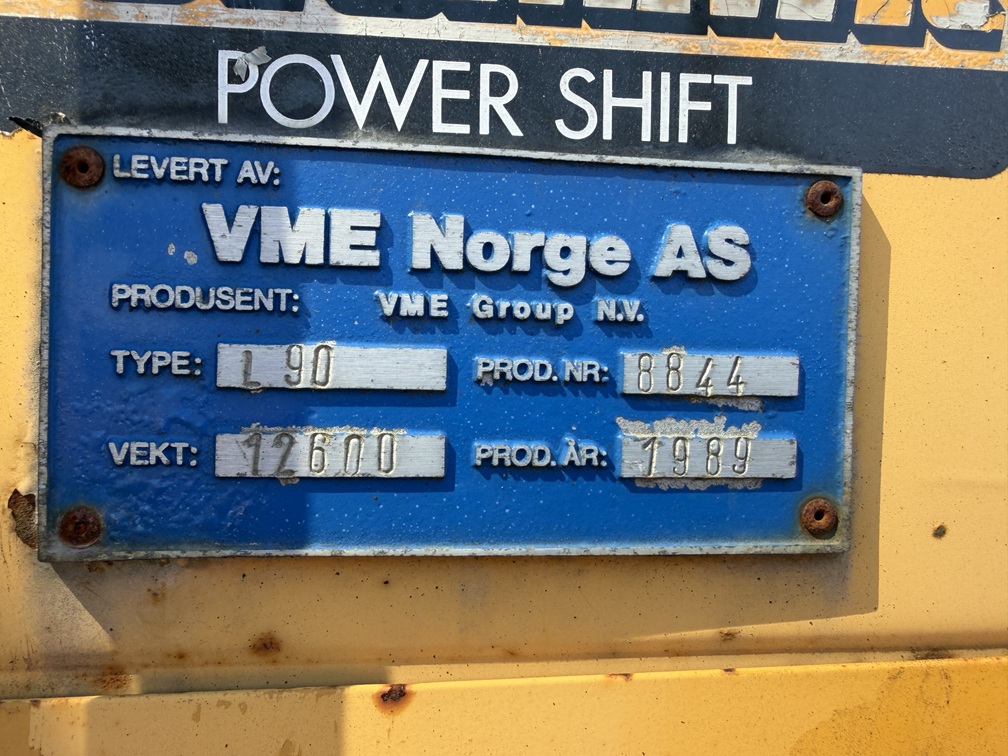 POWER SHIFT
LEVERT AV:
VME Norge AS
PRODUSENT: VME Group N.V.
TYPE: L 90 PROD. NR: 8844
VEKT: 12600 PROD. ÅR: 1989